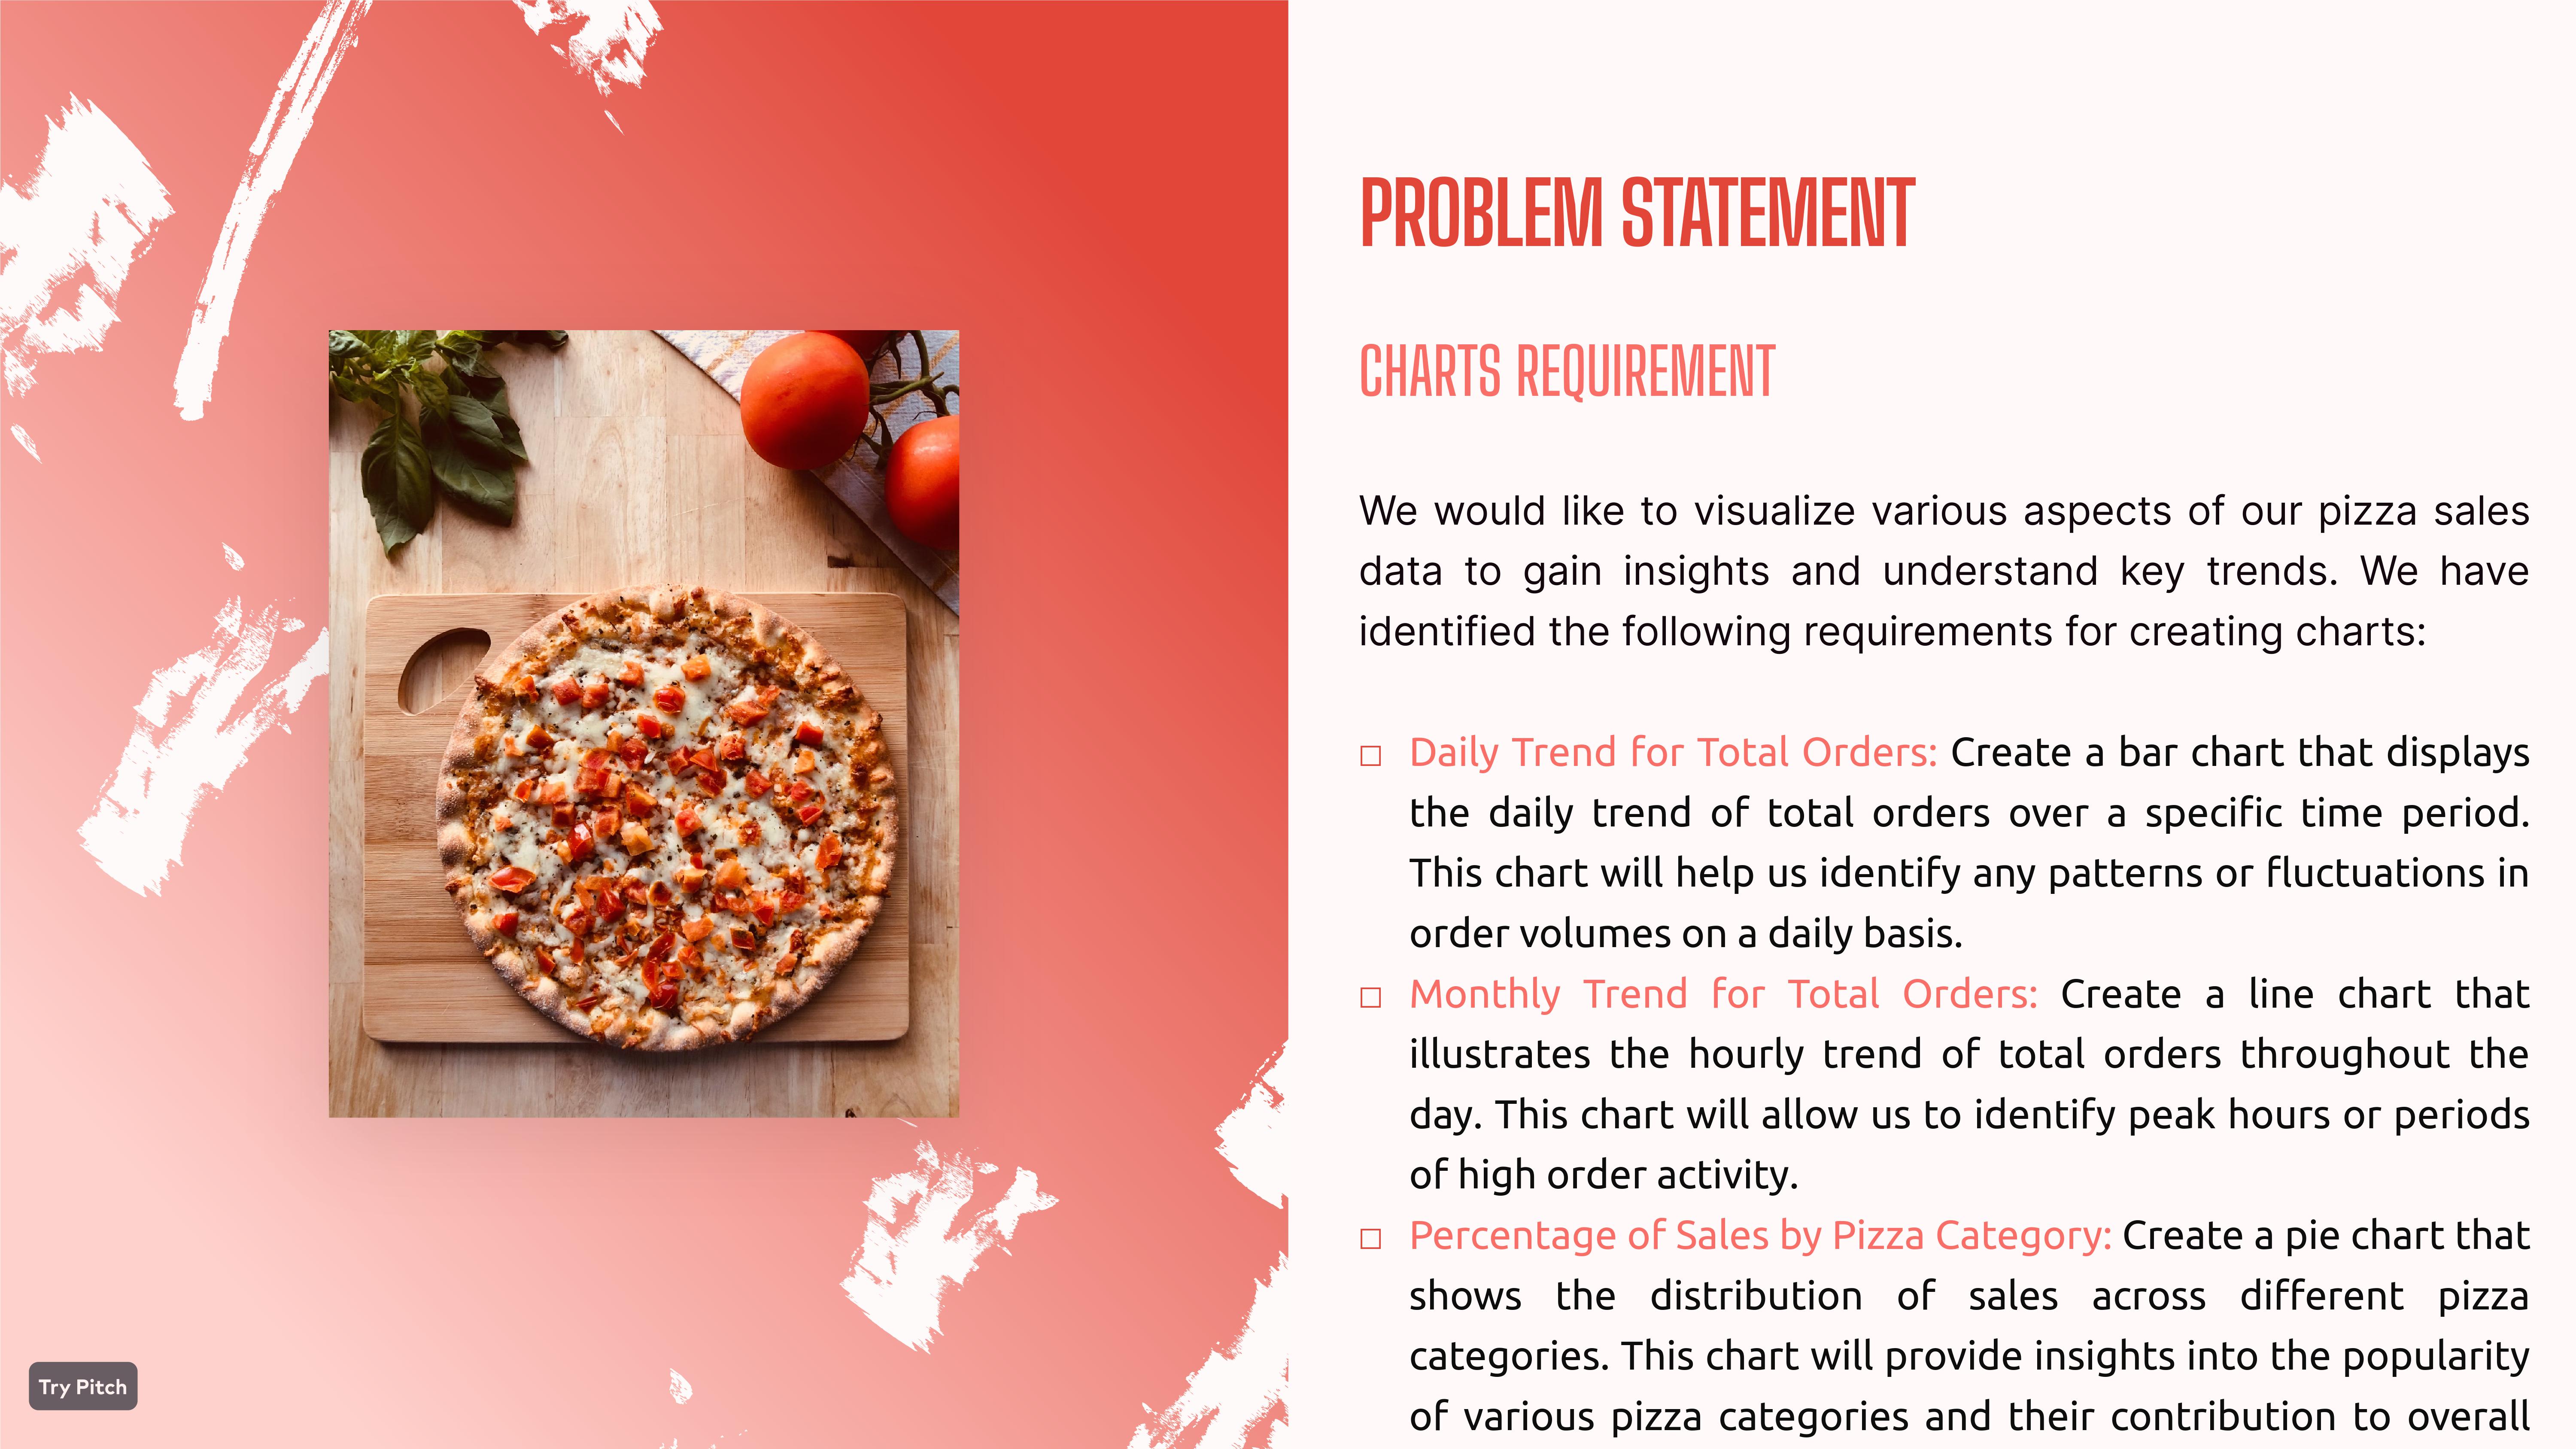 PROBLEM STATEMENT
CHARTS REQUIREMENT
We would like to visualize various aspects of our pizza sales
data to gain insights and understand key trends. We have
identified the following requirements for creating charts:
□ Daily Trend for Total Orders: Create a bar chart that displays
the daily trend of total orders over a specific time period.
This chart will help us identify any patterns or fluctuations in
order volumes on a daily basis.
□ Monthly Trend for Total Orders: Create a line chart that
illustrates the hourly trend of total orders throughout the
day. This chart will allow us to identify peak hours or periods
of high order activity.
□ Percentage of Sales by Pizza Category: Create a pie chart that
shows the distribution of sales across different pizza
categories. This chart will provide insights into the popularity
of various pizza categories and their contribution to overall
Try Pitch